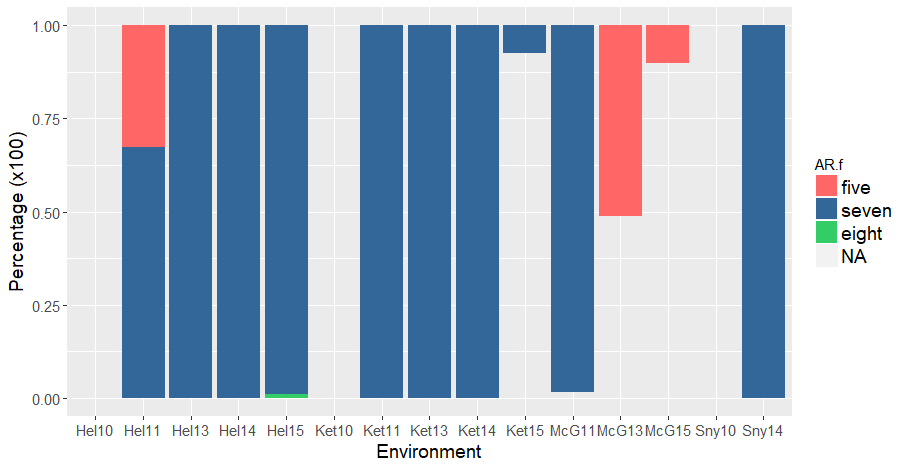 Percentage (x100)
1.00
0.75
0.50
0.25
0.00
Hel10 Hel11 Hel13 Hel14 Hel15 Ket10 Ket11 Ket13 Ket14 Ket15 McG11 McG13 McG15 Sny10 Sny14
Environment
AR.f
five
seven
eight
NA